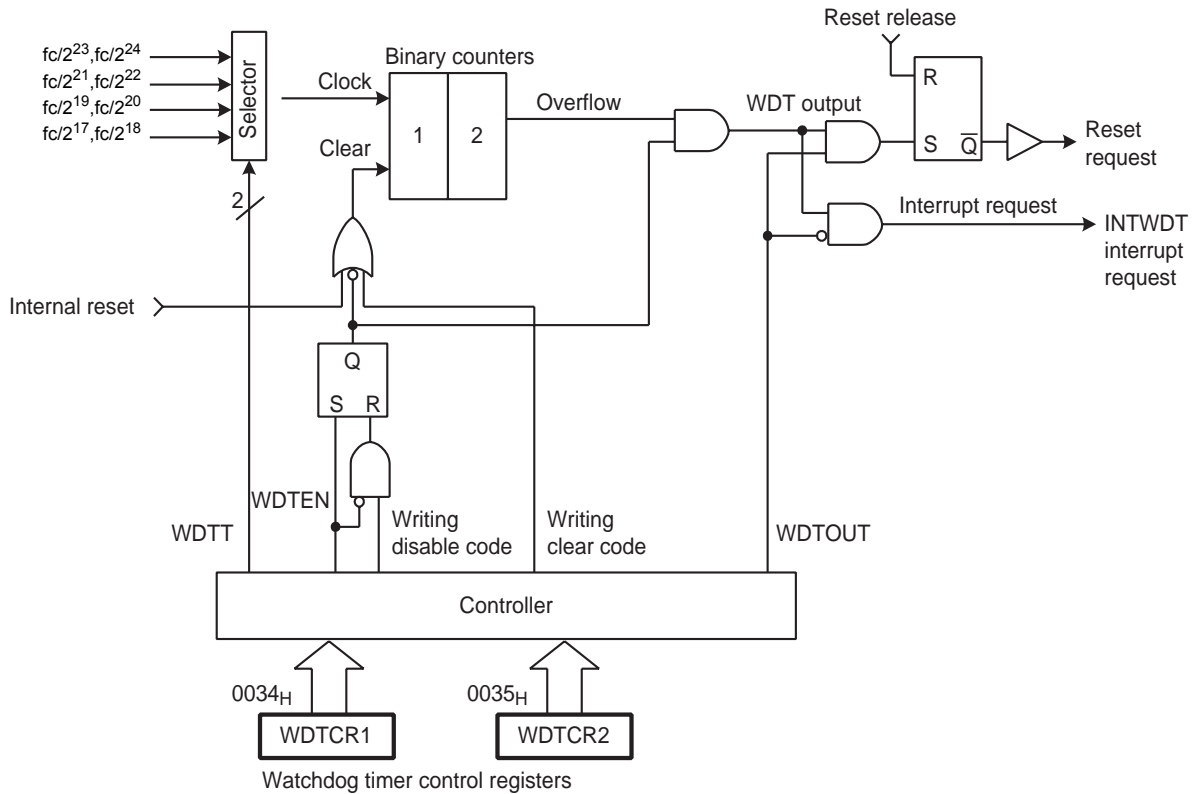 Reset release
fc/2^23,fc/2^24
fc/2^21,fc/2^22
fc/2^19,fc/2^20
fc/2^17,fc/2^18
Selector
Clock
Clear
Binary counters
1 2
Overflow
WDT output
R
S Q̅
Reset
request
2
Interrupt request
INTWDT
interrupt
request
Internal reset
Q
S R
WDTT
WDTEN
Writing
disable code
Writing
clear code
WDTOUT
Controller
0034H
0035H
WDTCR1
WDTCR2
Watchdog timer control registers